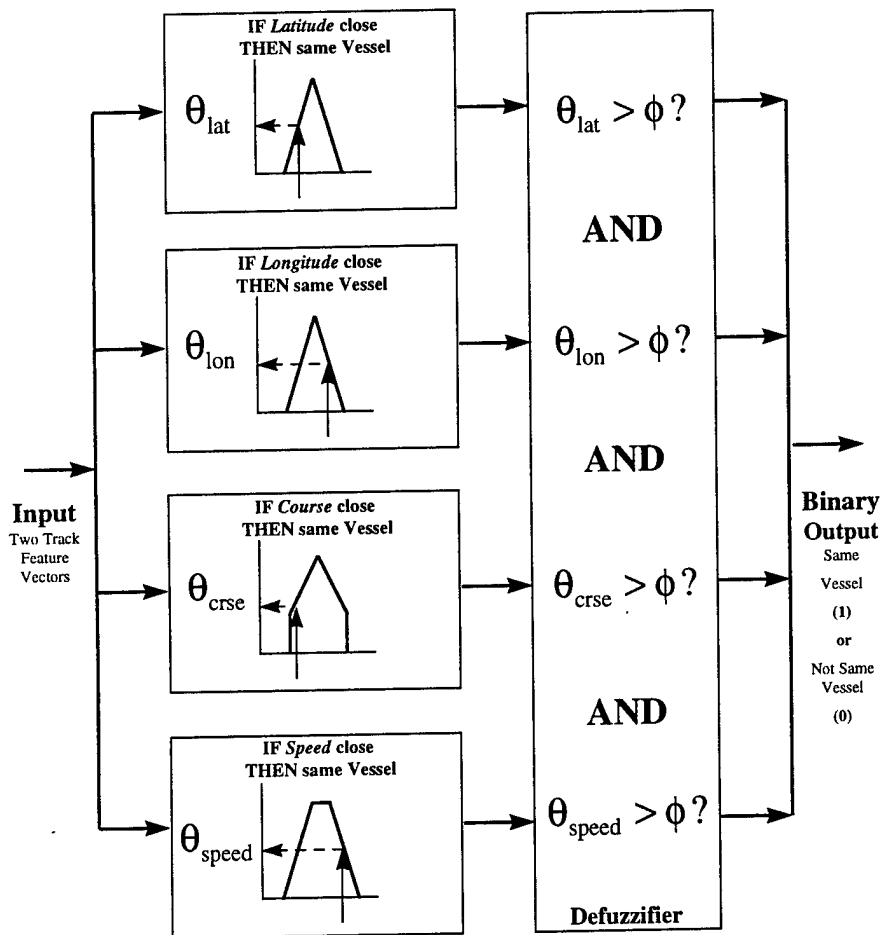 IF Latitude close
THEN same Vessel
θlat
θlat > ϕ ?
AND
IF Longitude close
THEN same Vessel
θlon
θlon > ϕ ?
AND
Input
Two Track
Feature
Vectors
Binary
Output
Same
Vessel
(1)
or
Not Same
Vessel
(0)
IF Course close
THEN same Vessel
θcrse
θcrse > ϕ ?
AND
IF Speed close
THEN same Vessel
θspeed
θspeed > ϕ ?
Defuzzifier